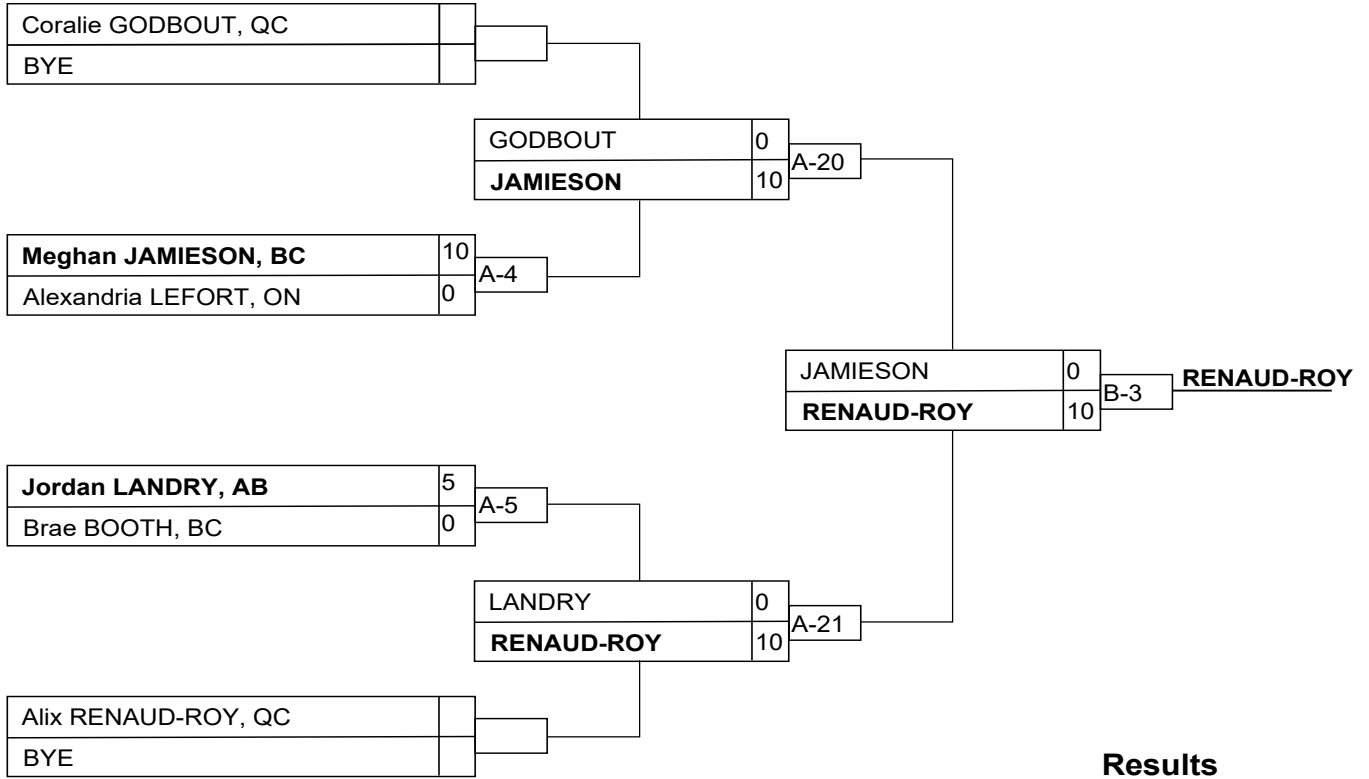 Coralie GODBOUT, QC
BYE
GODBOUT 0
A-20
JAMIESON 10
Meghan JAMIESON, BC 10
A-4
Alexandria LEFORT, ON 0
JAMIESON 0
B-3
RENAUD-ROY
RENAUD-ROY 10
Jordan LANDRY, AB 5
A-5
Brae BOOTH, BC 0
LANDRY 0
A-21
RENAUD-ROY 10
Alix RENAUD-ROY, QC
BYE
Results